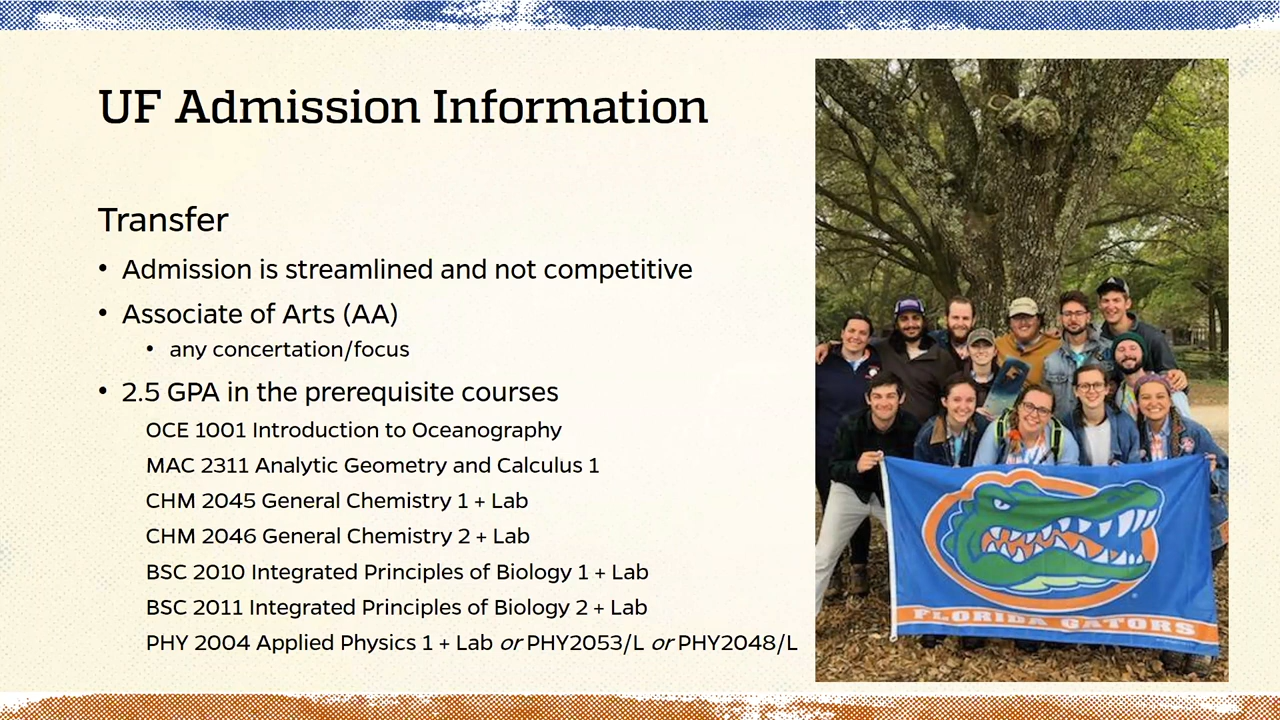 UF Admission Information
Transfer
• Admission is streamlined and not competitive
• Associate of Arts (AA)
• any concertation/focus
• 2.5 GPA in the prerequisite courses
OCE 1001 Introduction to Oceanography
MAC 2311 Analytic Geometry and Calculus 1
CHM 2045 General Chemistry 1 + Lab
CHM 2046 General Chemistry 2 + Lab
BSC 2010 Integrated Principles of Biology 1 + Lab
BSC 2011 Integrated Principles of Biology 2 + Lab
PHY 2004 Applied Physics 1 + Lab or PHY2053/L or PHY2048/L
FLORIDA GATORS